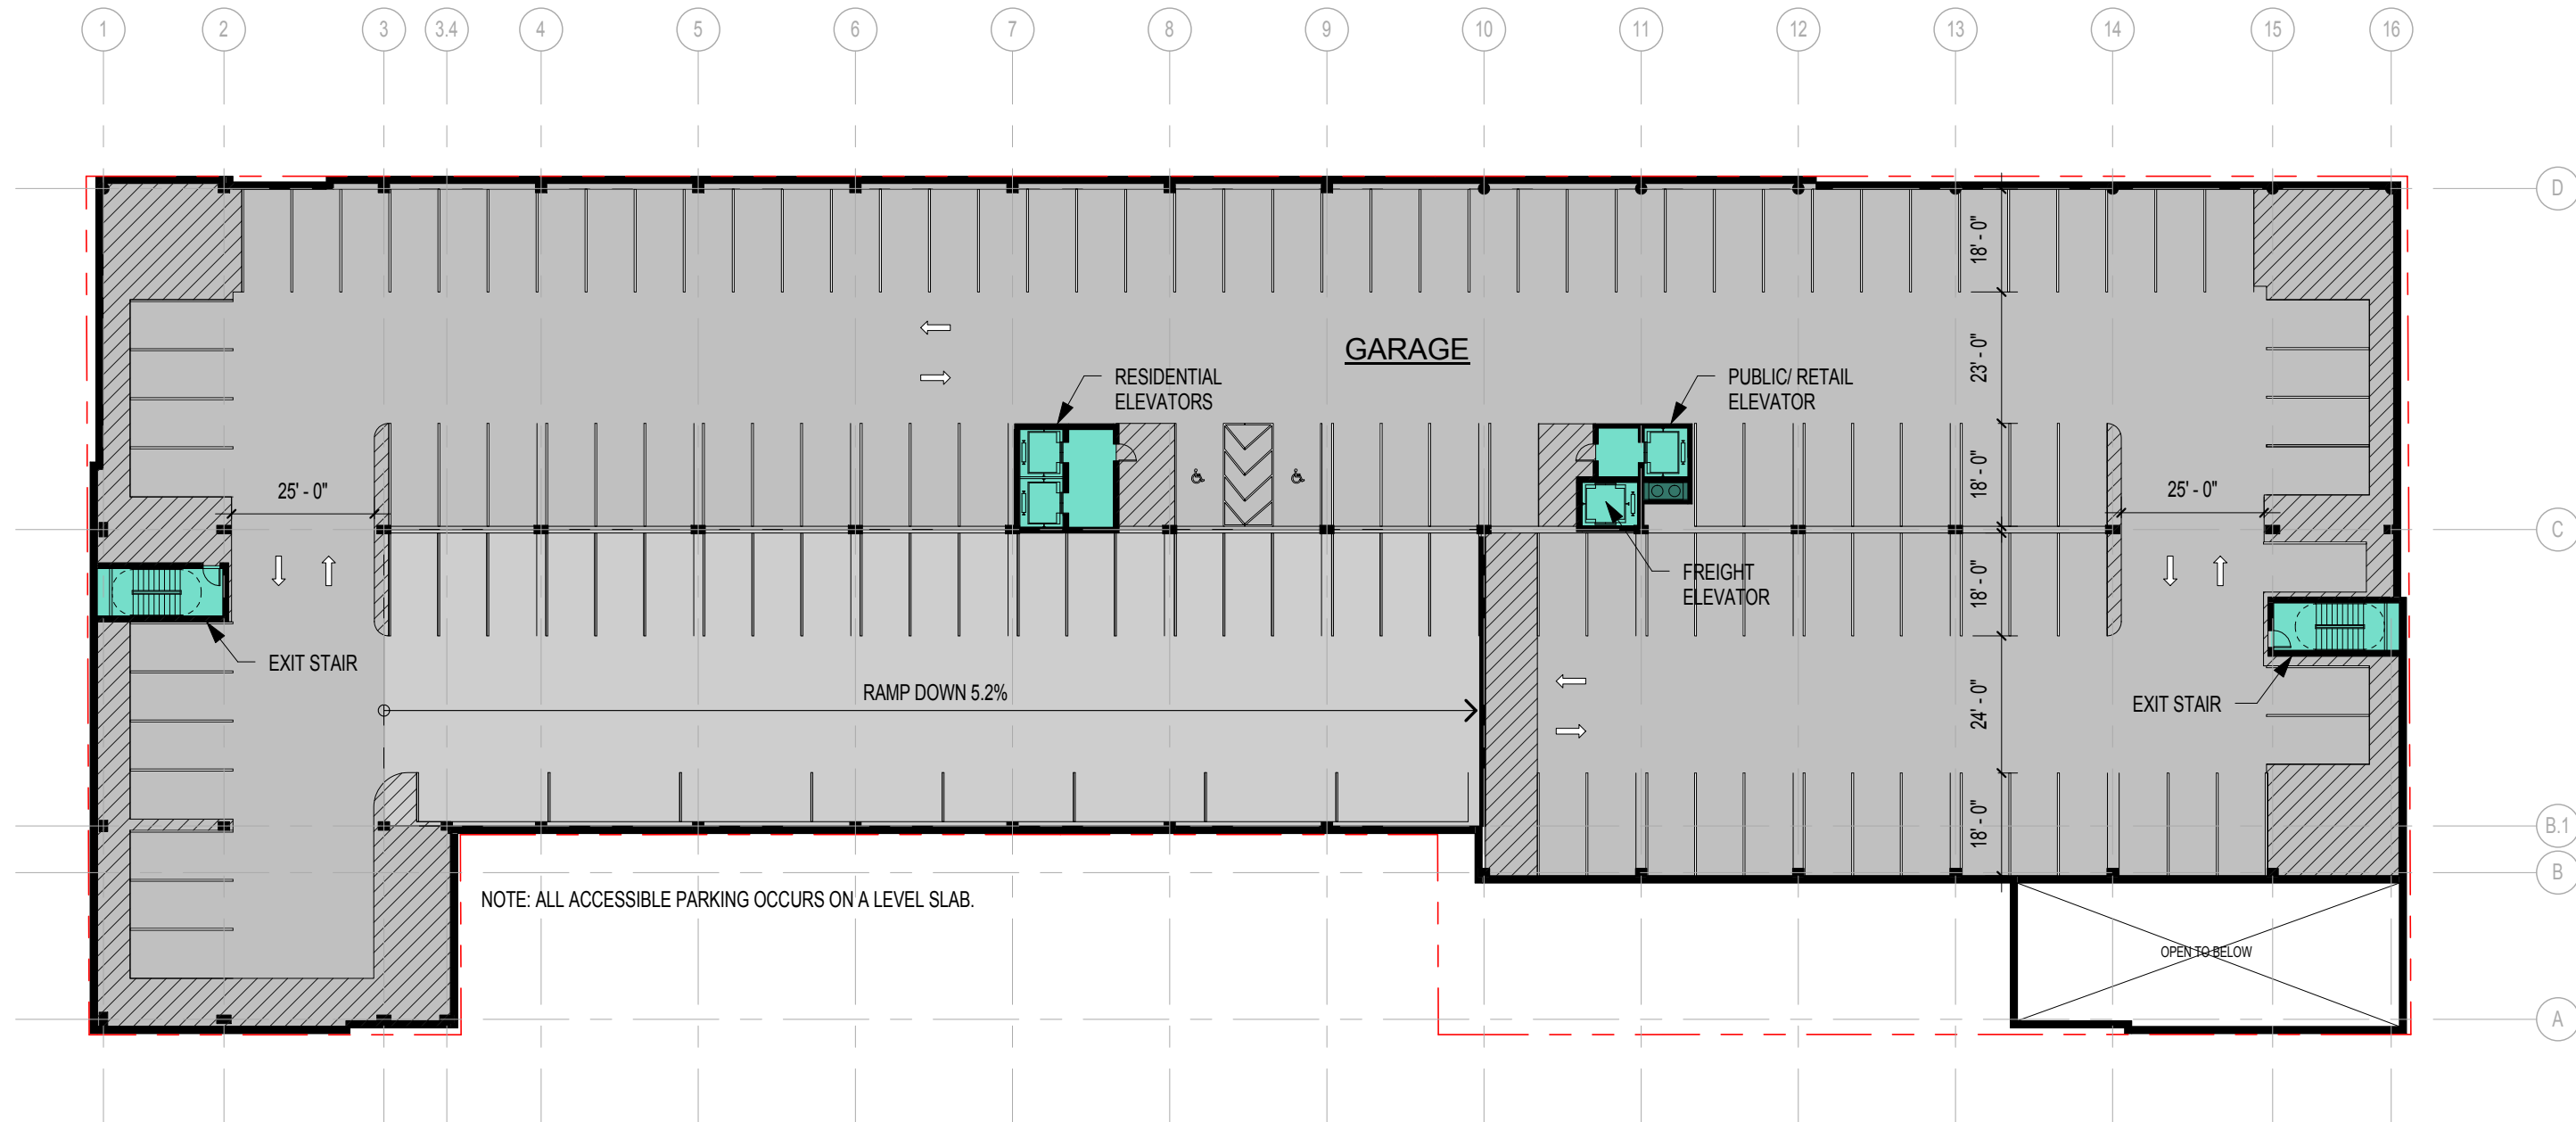 1 2 3 3.4 4 5 6 7 8 9 10 11 12 13 14 15 16
D
18' - 0"
GARAGE
23' - 0"
RESIDENTIAL
ELEVATORS
PUBLIC/ RETAIL
ELEVATOR
25' - 0"
18' - 0"
25' - 0"
C
FREIGHT
ELEVATOR
18' - 0"
EXIT STAIR
RAMP DOWN 5.2%
24' - 0"
EXIT STAIR
18' - 0"
B.1
B
NOTE: ALL ACCESSIBLE PARKING OCCURS ON A LEVEL SLAB.
OPEN TO BELOW
A